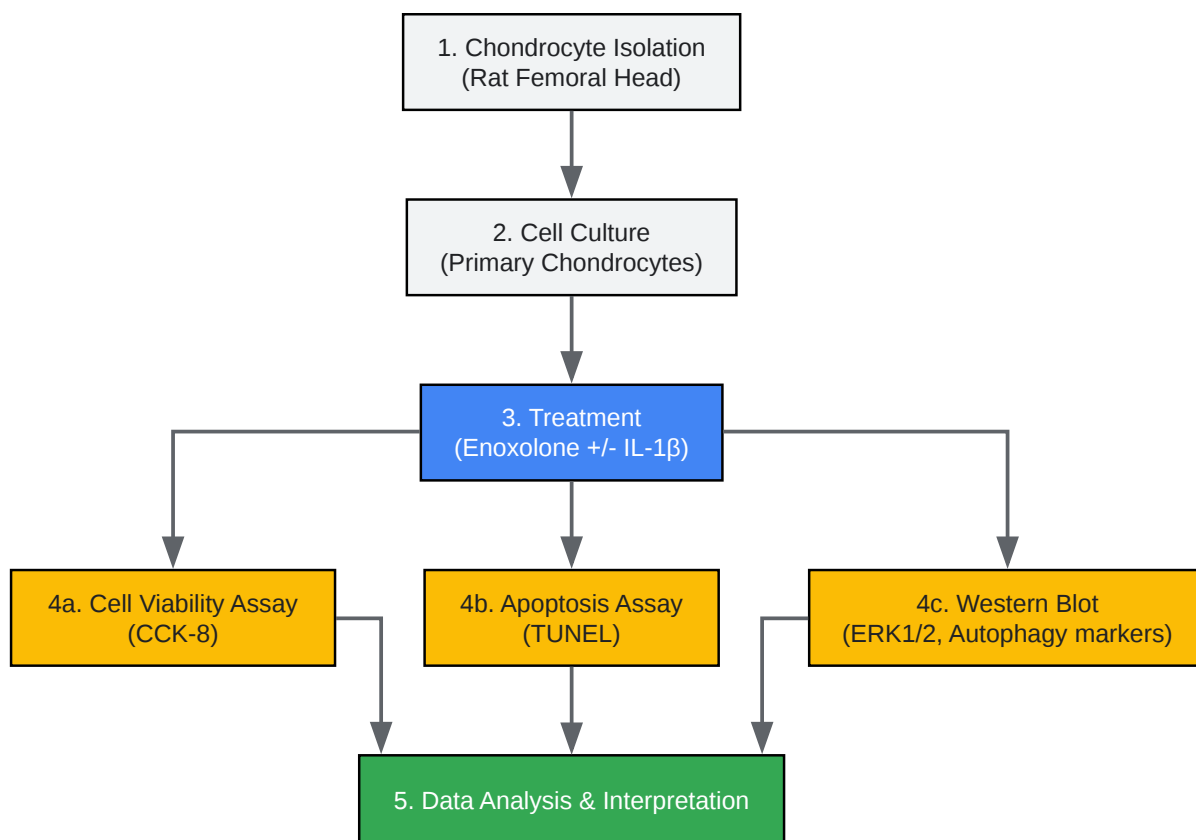 1. Chondrocyte Isolation
(Rat Femoral Head)
2. Cell Culture
(Primary Chondrocytes)
3. Treatment
(Enoxolone +/- IL-1β)
4a. Cell Viability Assay
(CCK-8)
4b. Apoptosis Assay
(TUNEL)
4c. Western Blot
(ERK1/2, Autophagy markers)
5. Data Analysis & Interpretation